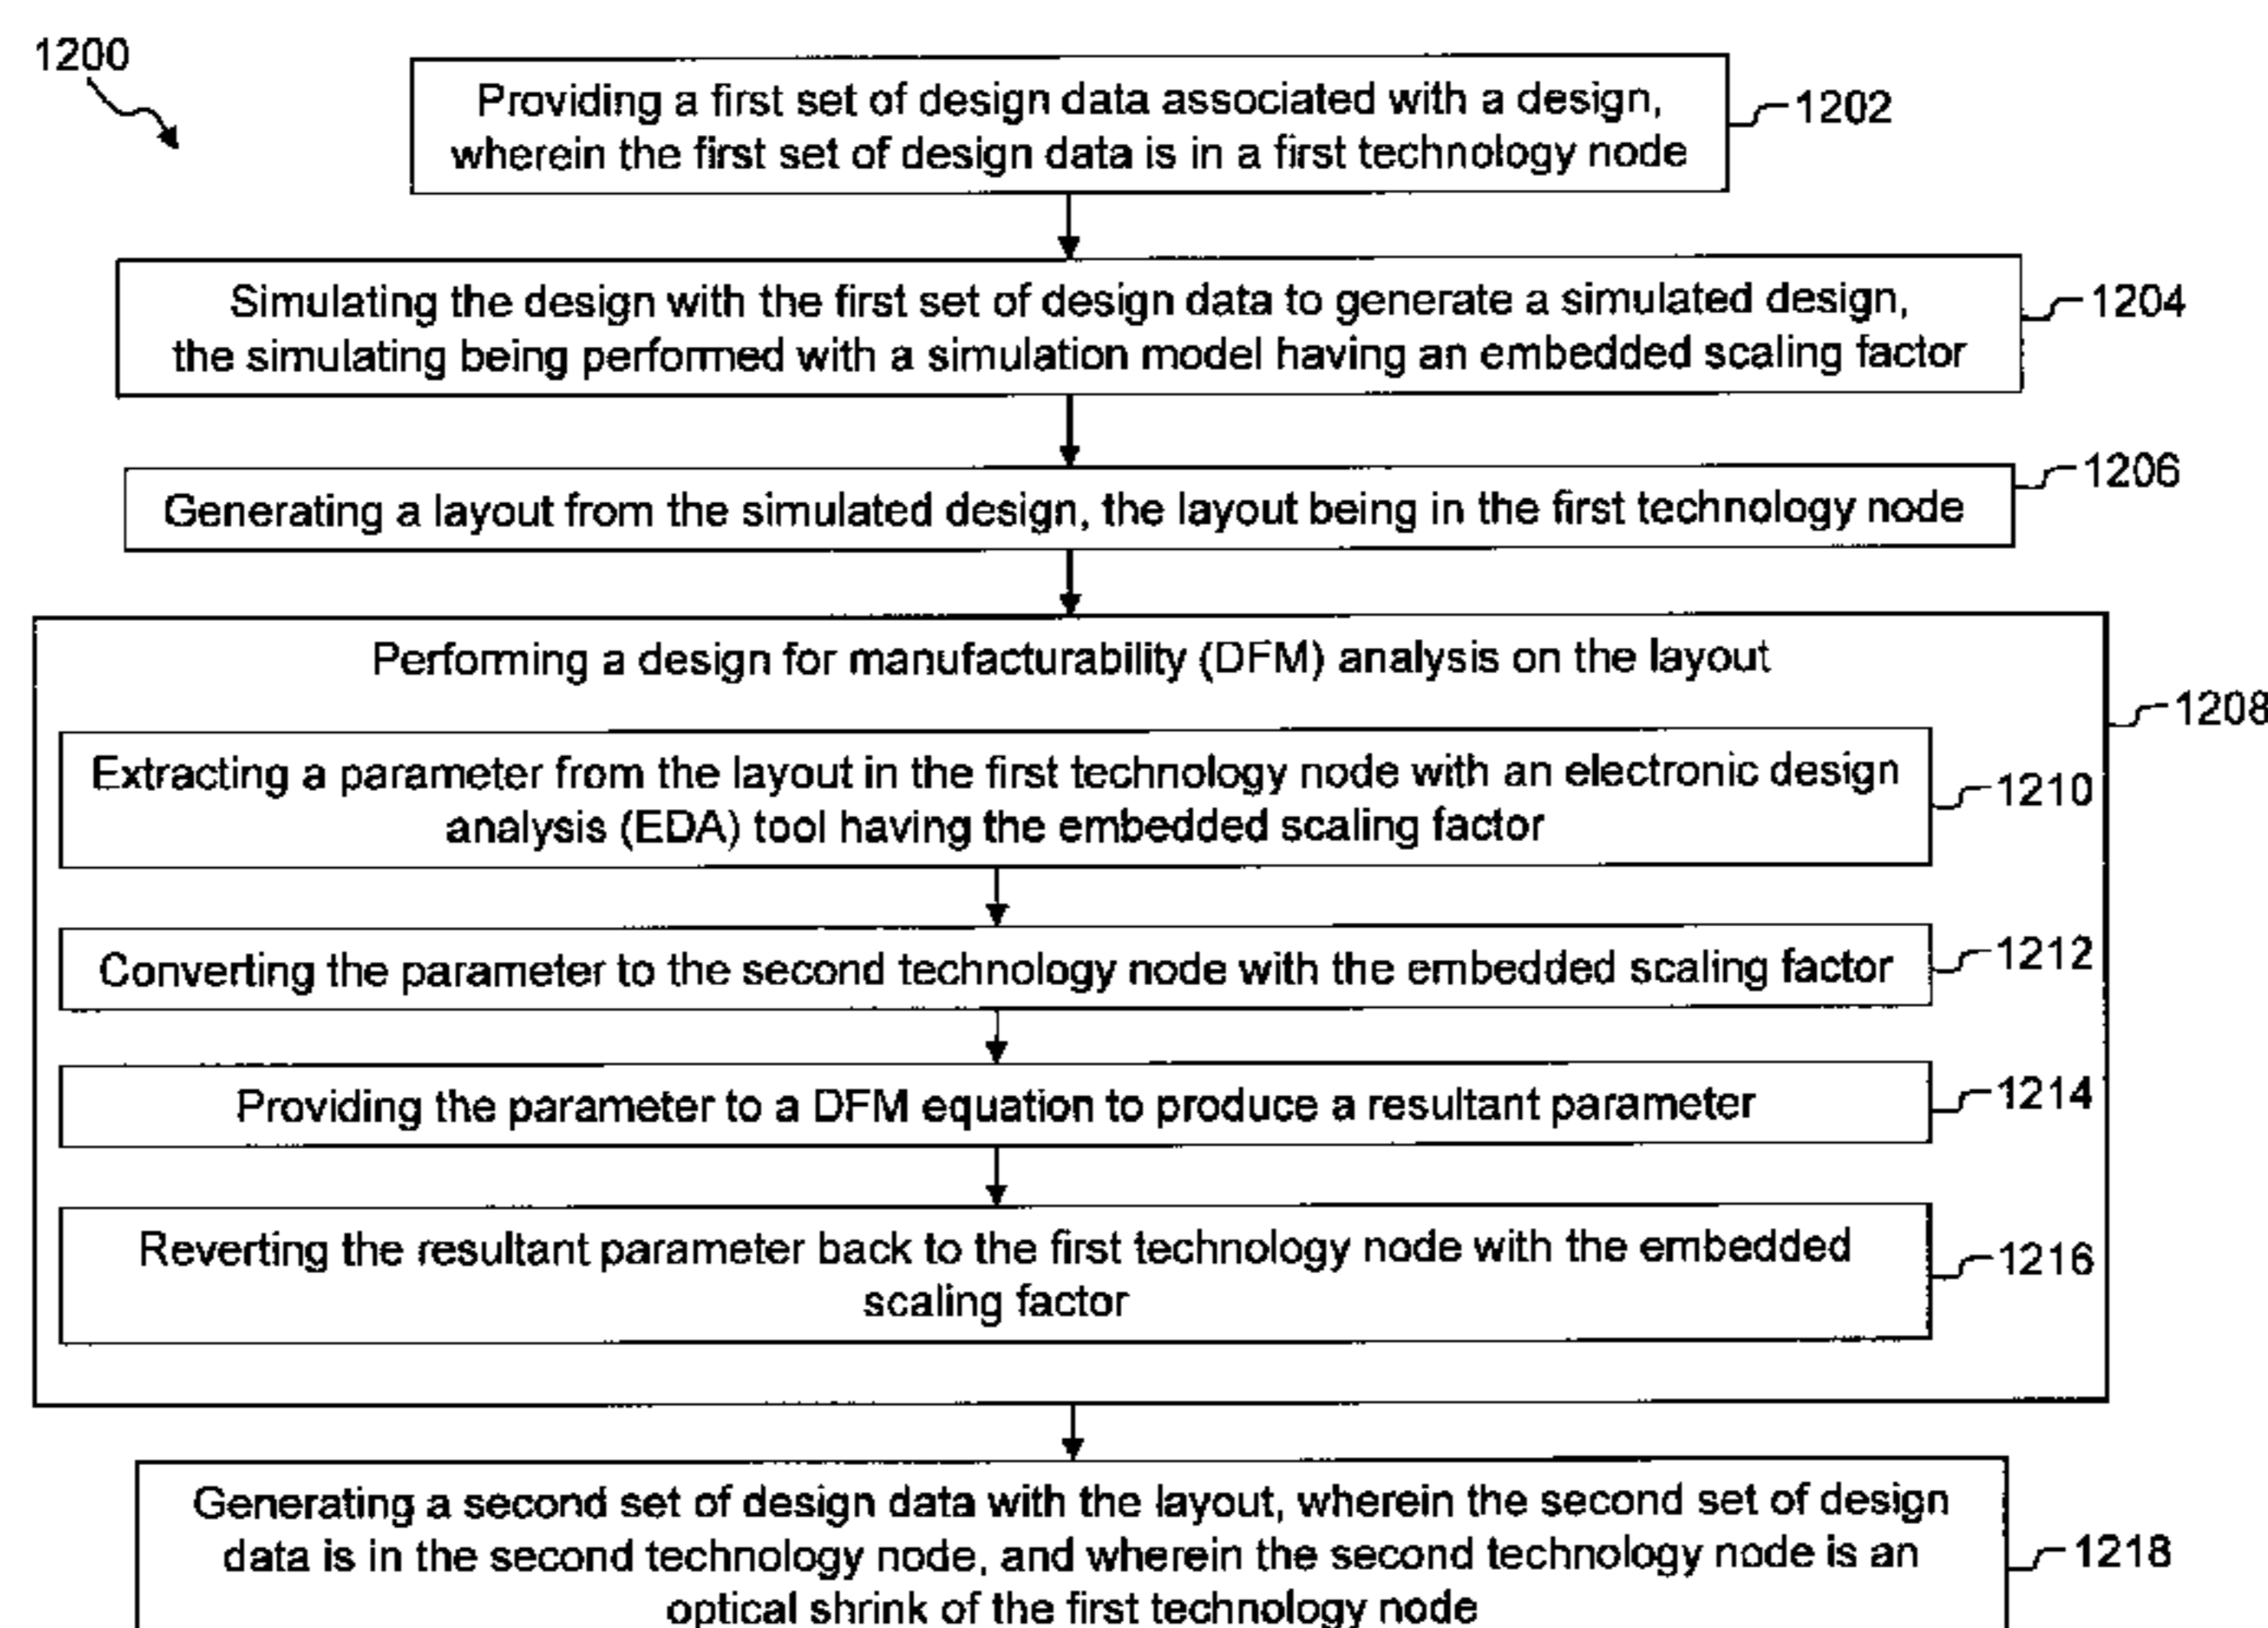 1200
Providing a first set of design data associated with a design,
wherein the first set of design data is in a first technology node
1202
Simulating the design with the first set of design data to generate a simulated design,
the simulating being performed with a simulation model having an embedded scaling factor
1204
Generating a layout from the simulated design, the layout being in the first technology node
1206
Performing a design for manufacturability (DFM) analysis on the layout
1208
Extracting a parameter from the layout in the first technology node with an electronic design
analysis (EDA) tool having the embedded scaling factor
1210
Converting the parameter to the second technology node with the embedded scaling factor
1212
Providing the parameter to a DFM equation to produce a resultant parameter
1214
Reverting the resultant parameter back to the first technology node with the embedded
scaling factor
1216
Generating a second set of design data with the layout, wherein the second set of design
data is in the second technology node, and wherein the second technology node is an
optical shrink of the first technology node
1218